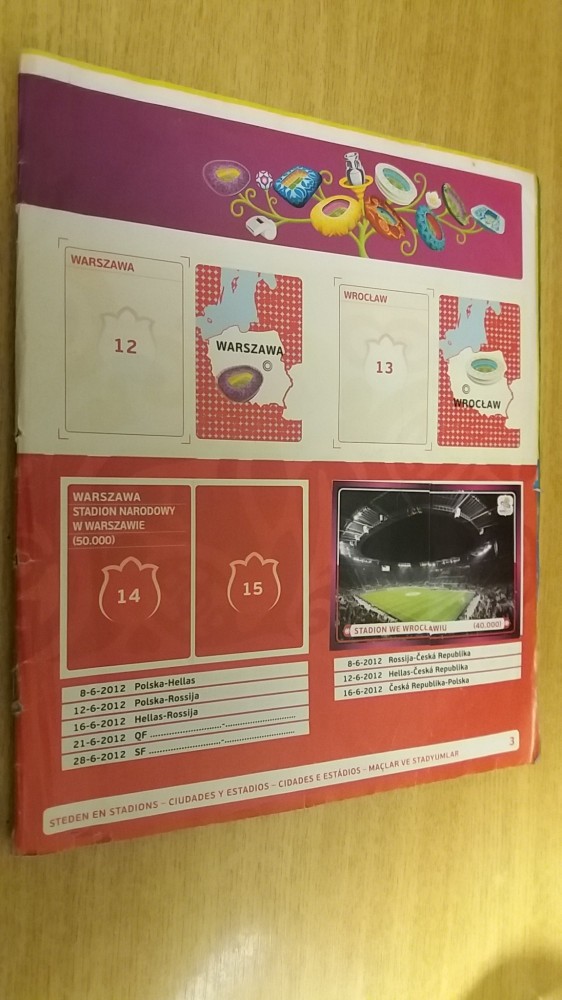 WARSZAWA
12
WARSZAWA
WROCŁAW
13
WROCŁAW
WARSZAWA
STADION NARODOWY
W WARSZAWIE
(50.000)
14
15
8-6-2012 Polska-Hellas
12-6-2012 Polska-Rossija
16-6-2012 Hellas-Rossija
21-6-2012 QF ........................-........................
28-6-2012 SF ........................-........................
STADION WE WROCŁAWIU (40.000)
8-6-2012 Rossija-Česká Republika
12-6-2012 Hellas-Česká Republika
16-6-2012 Česká Republika-Polska
STEDEN EN STADIONS – CIUDADES Y ESTADIOS – CIDADES E ESTÁDIOS – MAÇLAR VE STADYUMLAR
3